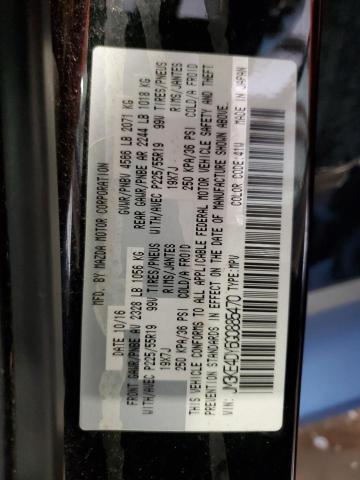 MFD. BY MAZDA MOTOR CORPORATION
DATE: 10/16
GVWR/PNBV 4566 LB 2071 KG
FRONT GAWR/PNBE AV 2328 LB 1056 KG
REAR GAWR/PNBE AR 2244 LB 1018 KG
WITH/AVEC P225/55R19 99V TIRES/PNEUS
WITH/AVEC P225/55R19 99V TIRES/PNEUS
19X7J RIMS/JANTES
19X7J RIMS/JANTES
250 KPA/36 PSI COLD/A FROID
250 KPA/36 PSI COLD/A FROID
THIS VEHICLE CONFORMS TO ALL APPLICABLE FEDERAL MOTOR VEHICLE SAFETY AND THEFT
STANDARDS IN EFFECT ON THE DATE OF MANUFACTURE SHOWN ABOVE.
VIN: TYPE:MPV
COLOR CODE:41W MADE IN JAPAN